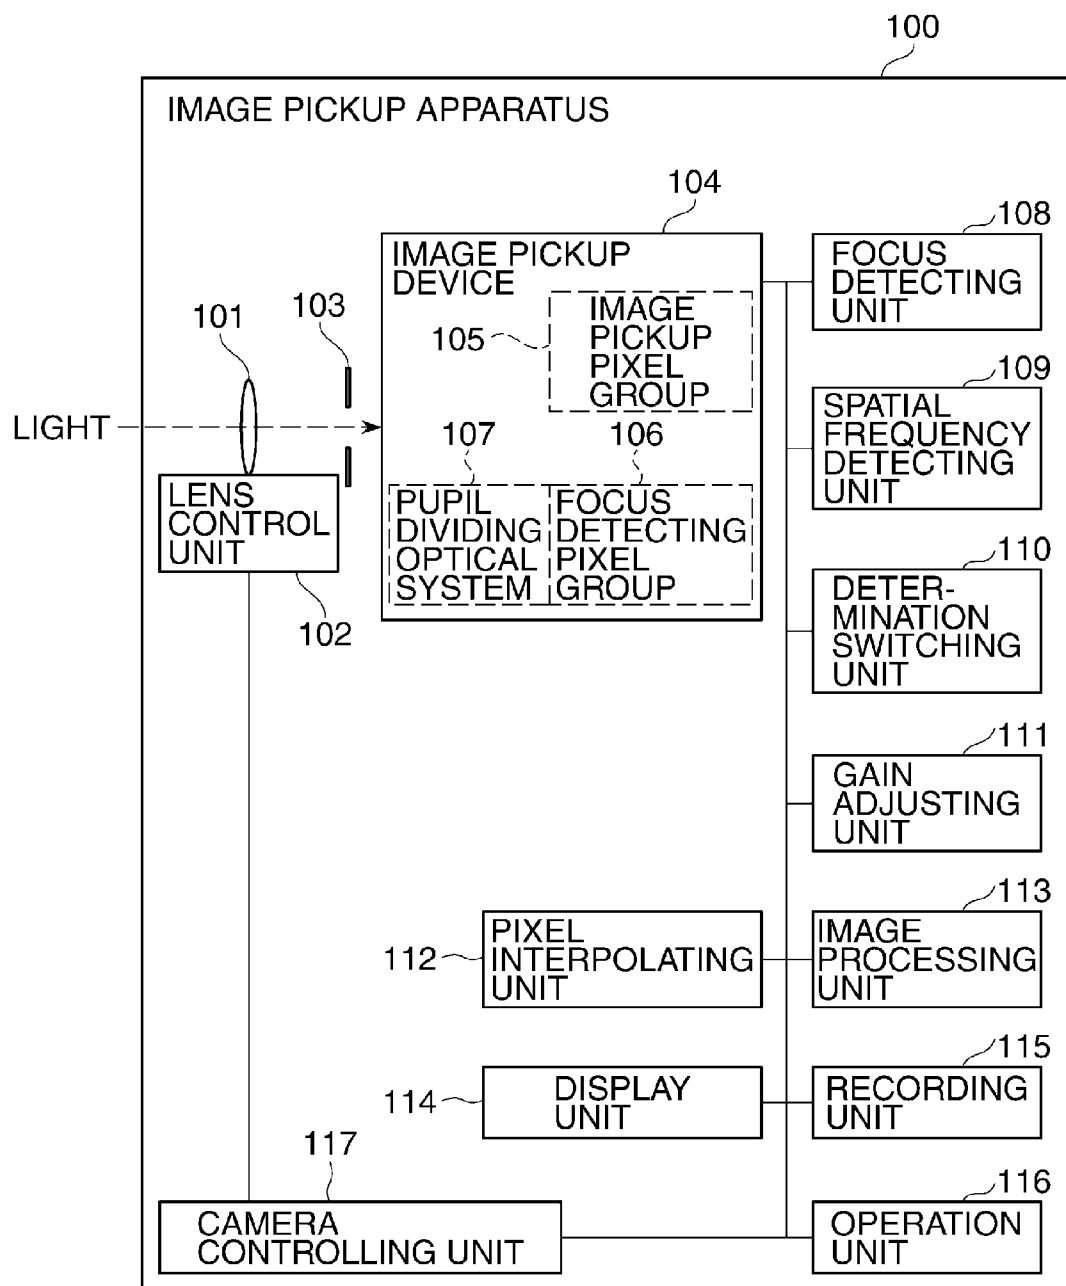 100
IMAGE PICKUP APPARATUS
104
IMAGE PICKUP
DEVICE
105
IMAGE
PICKUP
PIXEL
GROUP
101
103
LIGHT
107
106
PUPIL
DIVIDING
OPTICAL
SYSTEM
FOCUS
DETECTING
PIXEL
GROUP
LENS
CONTROL
UNIT
102
108
FOCUS
DETECTING
UNIT
109
SPATIAL
FREQUENCY
DETECTING
UNIT
110
DETER-
MINATION
SWITCHING
UNIT
111
GAIN
ADJUSTING
UNIT
112
PIXEL
INTERPOLATING
UNIT
113
IMAGE
PROCESSING
UNIT
114
DISPLAY
UNIT
115
RECORDING
UNIT
117
CAMERA
CONTROLLING UNIT
116
OPERATION
UNIT